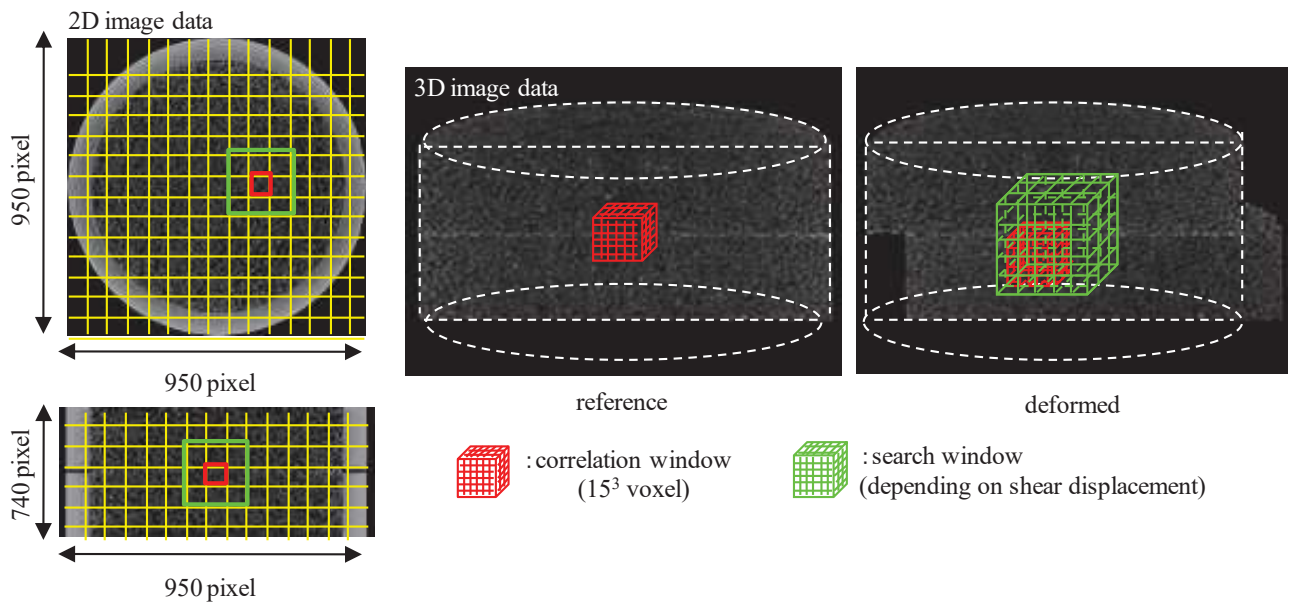 2D image data
950 pixel
950 pixel
740 pixel
950 pixel
3D image data
reference
deformed
: correlation window
(15³ voxel)
: search window
(depending on shear displacement)